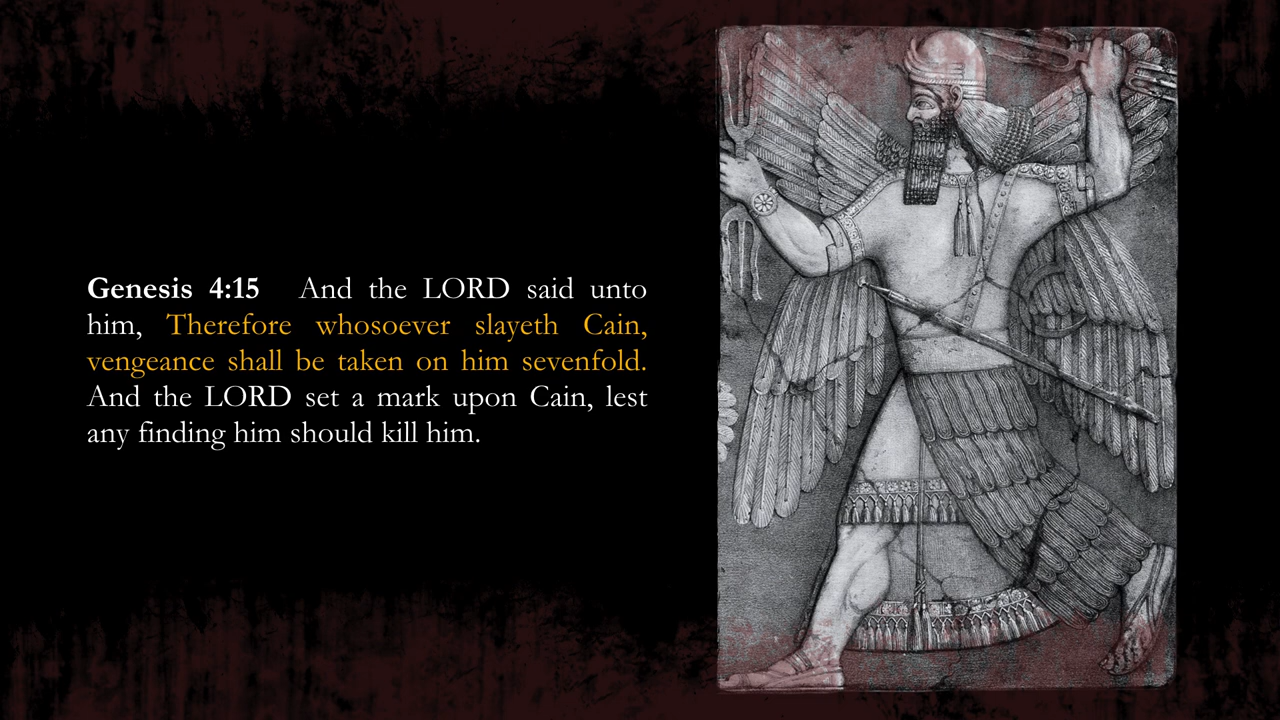 Genesis 4:15 And the LORD said unto
him, Therefore whosoever slayeth Cain,
vengeance shall be taken on him sevenfold.
And the LORD set a mark upon Cain, lest
any finding him should kill him.